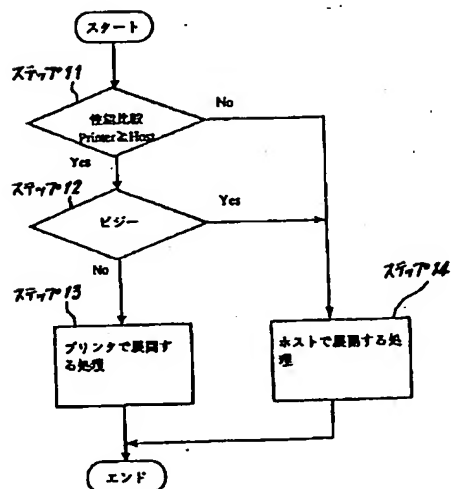 スタート
ステップ11
性能比較
Printer≧Host
No
Yes
ステップ12
ビジー
Yes
No
ステップ13
ステップ14
プリンタで展開す
る処理
ホストで展開する処
理
エンド